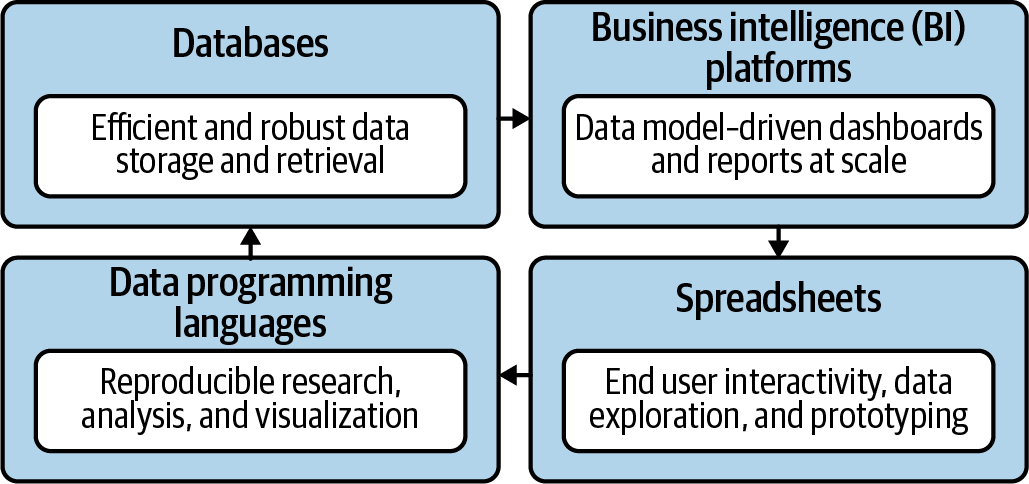 Databases
Efficient and robust data
storage and retrieval
Business intelligence (BI)
platforms
Data model–driven dashboards
and reports at scale
Data programming
languages
Reproducible research,
analysis, and visualization
Spreadsheets
End user interactivity, data
exploration, and prototyping